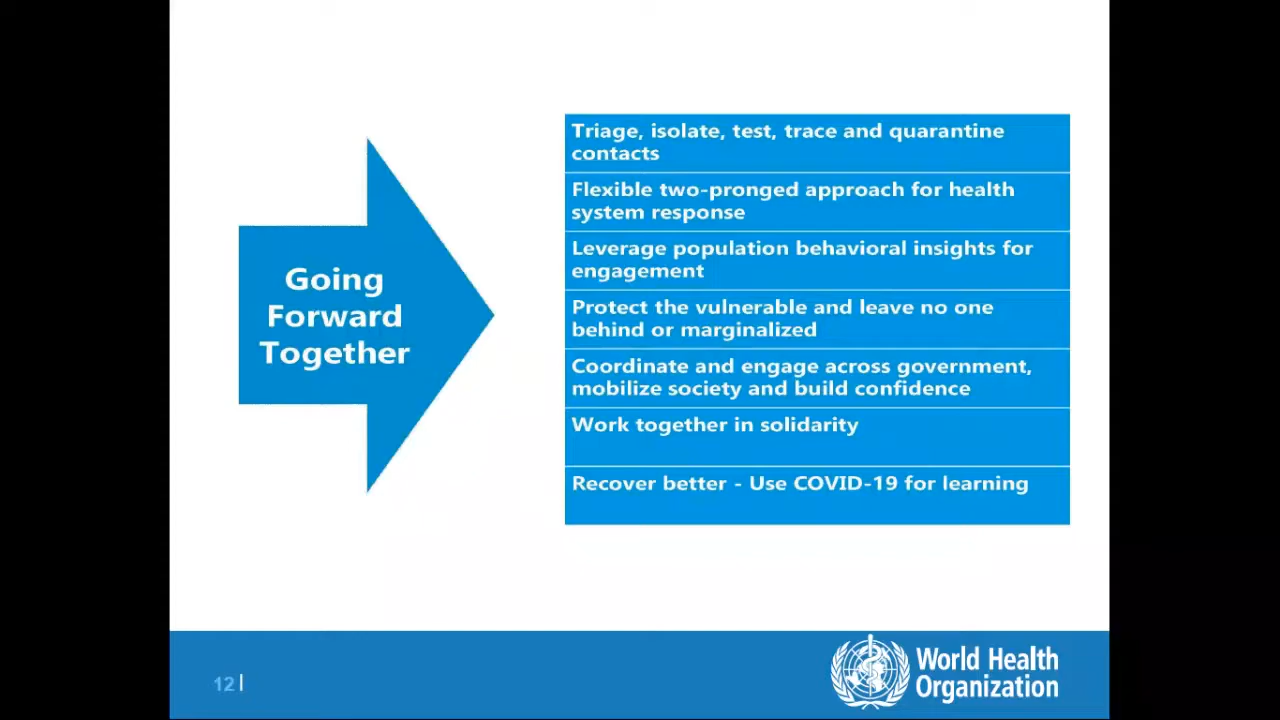 Going
Forward
Together
Triage, isolate, test, trace and quarantine
contacts
Flexible two-pronged approach for health
system response
Leverage population behavioral insights for
engagement
Protect the vulnerable and leave no one
behind or marginalized
Coordinate and engage across government,
mobilize society and build confidence
Work together in solidarity
Recover better - Use COVID-19 for learning
12 |
World Health
Organization